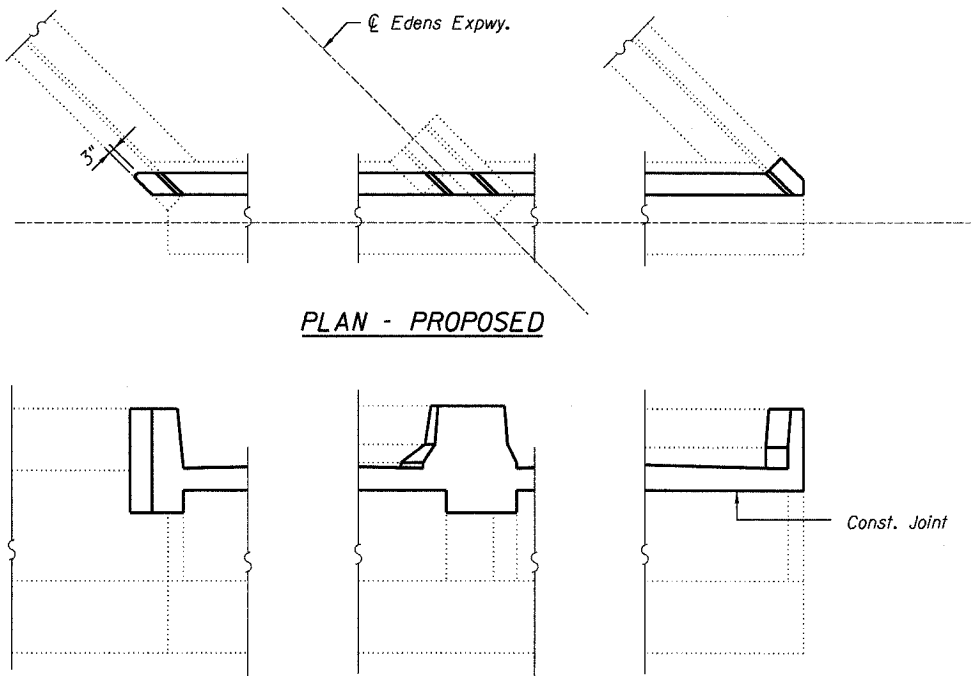 ℄ Edens Expwy.
3"
PLAN - PROPOSED
Const. Joint